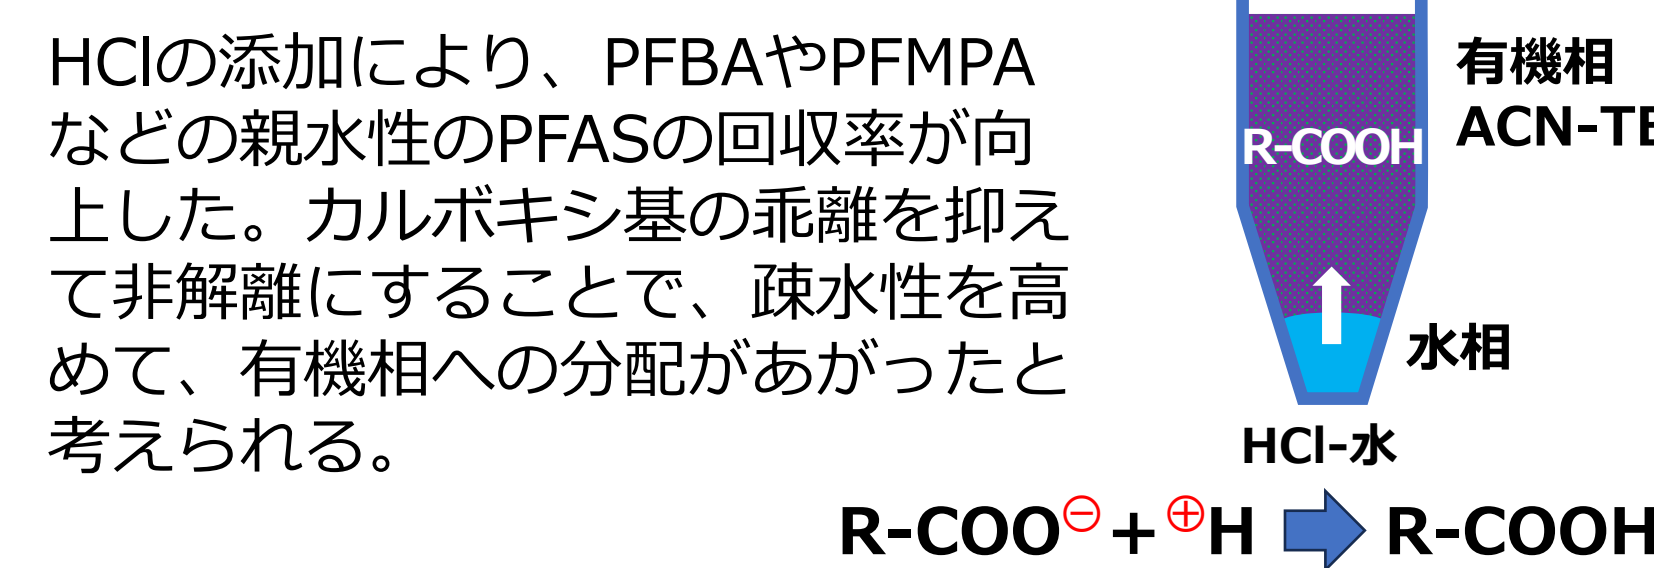 HClの添加により、PFBAやPFMPA
などの親水性のPFASの回収率が向
上した。カルボキシ基の乖離を抑え
て非解離にすることで、疎水性を高
めて、有機相への分配があがったと
考えられる。
有機相
ACN-TE
R-COOH
水相
HCl-水
R-COO⊖+⊕H R-COOH